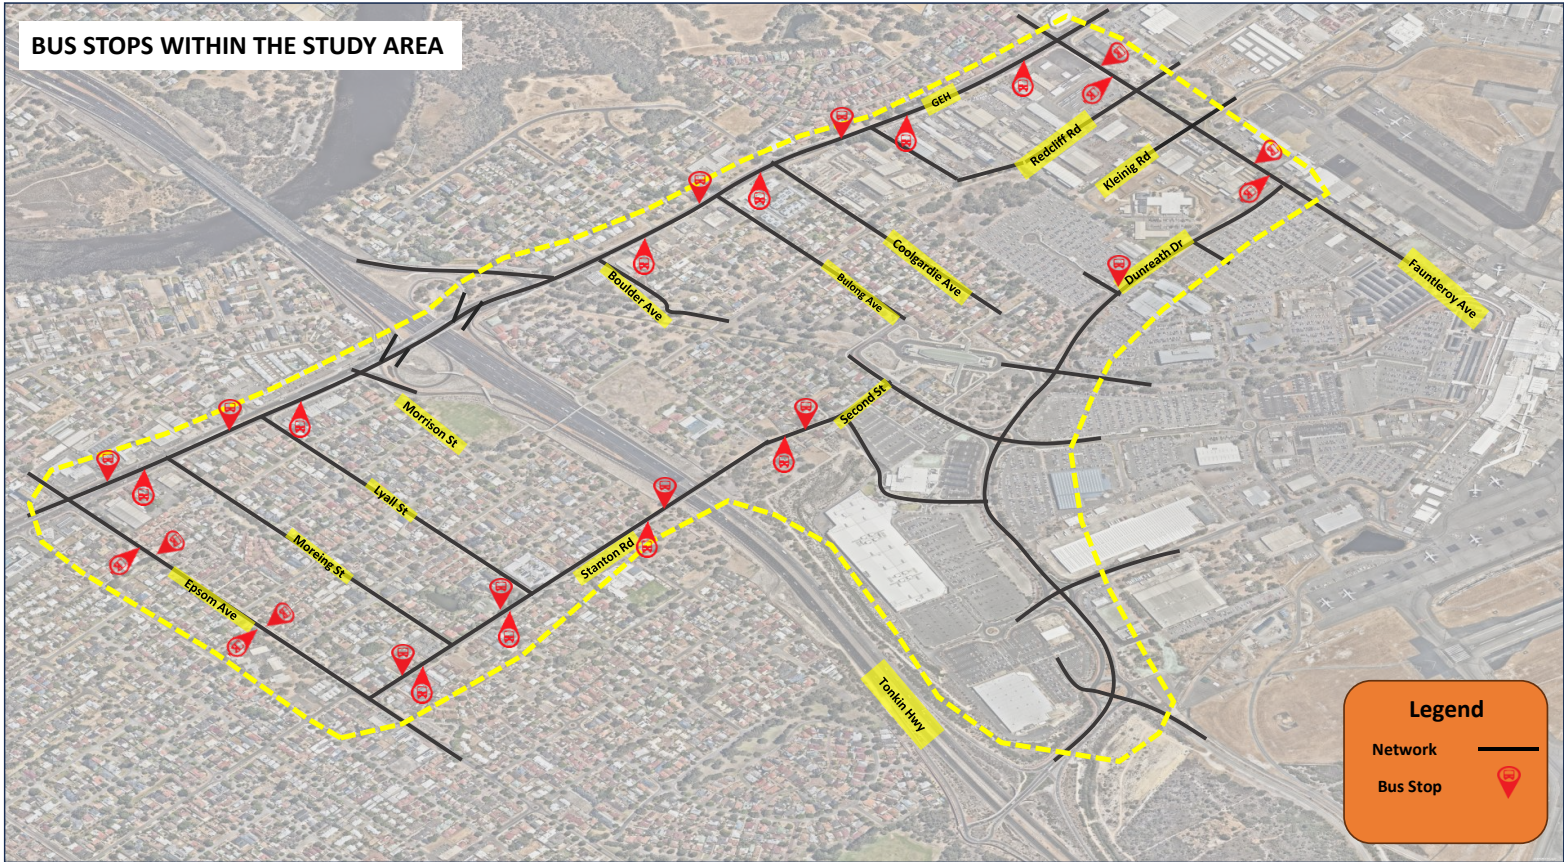 BUS STOPS WITHIN THE STUDY AREA
GEH
Redcliff Rd
Kleinig Rd
Coolgardie Ave
Dunreath Dr
Fauntleroy Ave
Boulder Ave
Bulong Ave
Morrison St
Second St
Lyall St
Moreing St
Stanton Rd
Epsom Ave
Tonkin Hwy
Legend
Network
Bus Stop